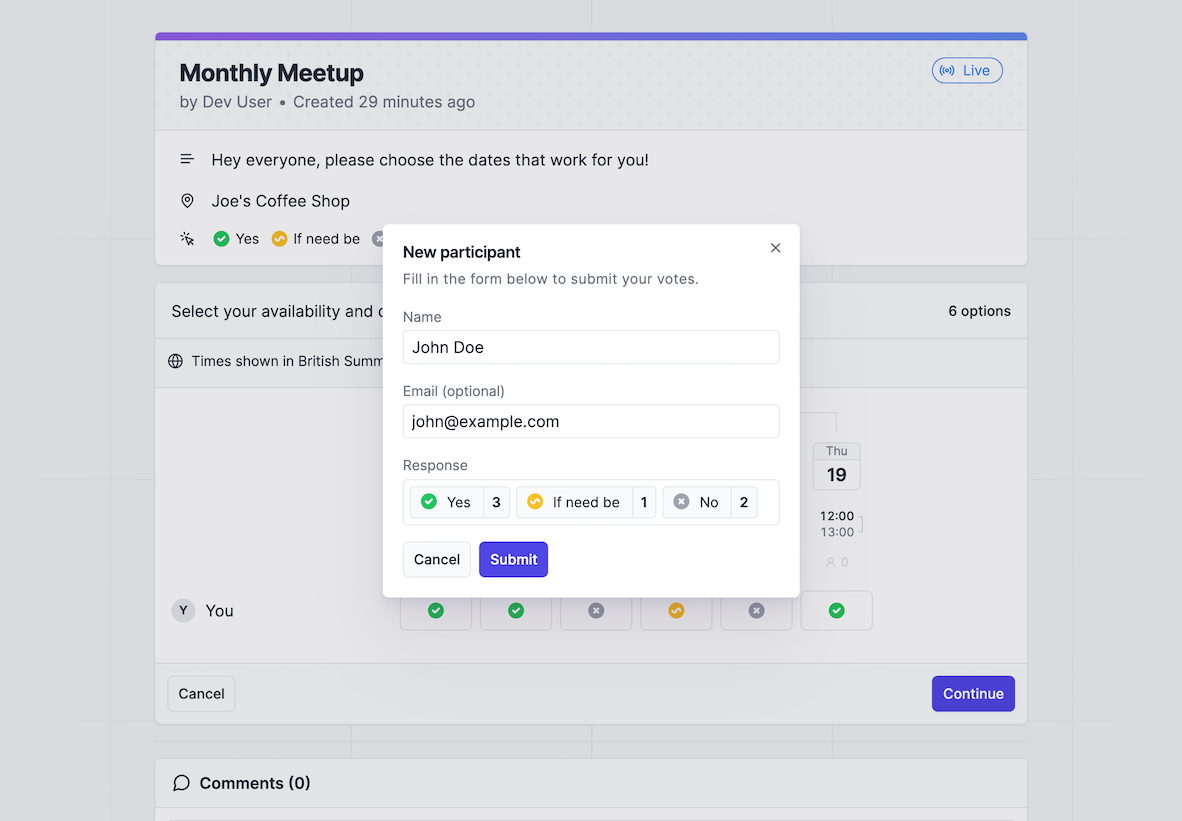 Monthly Meetup
Live
by Dev User • Created 29 minutes ago
Hey everyone, please choose the dates that work for you!
Joe's Coffee Shop
Yes If need be
New participant
Fill in the form below to submit your votes.
Name
John Doe
Email (optional)
john@example.com
Response
Yes 3 If need be 1 No 2
Cancel Submit
Select your availability and
6 options
Times shown in British
Thu
19
12:00
13:00
0
Y You
Cancel
Continue
Comments (0)